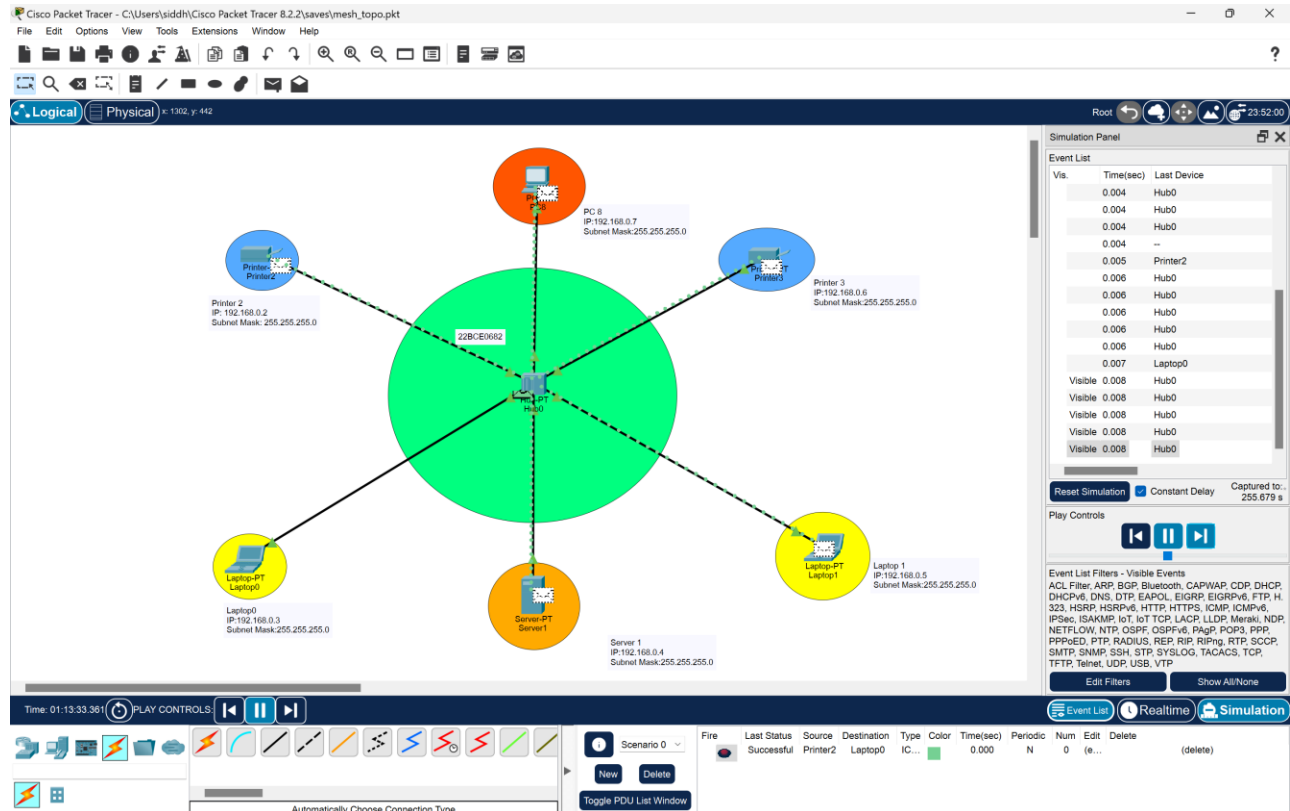 Cisco Packet Tracer - C:\Users\siddh\Cisco Packet Tracer 8.2.2\saves\mesh_topo.pkt
File Edit Options View Tools Extensions Window Help
Logical Physical x: 1302, y: 442 Root 23:52:00
PC8
PC 8
IP:192.168.0.7
Subnet Mask:255.255.255.0
Printer2
Printer 2
IP: 192.168.0.2
Subnet Mask: 255.255.255.0
Printer3
Printer 3
IP:192.168.0.6
Subnet Mask:255.255.255.0
22BCE0682
Hub-PT
Hub0
Laptop-PT
Laptop0
Laptop0
IP:192.168.0.3
Subnet Mask:255.255.255.0
Server-PT
Server1
Server 1
IP:192.168.0.4
Subnet Mask:255.255.255.0
Laptop-PT
Laptop1
Laptop 1
IP:192.168.0.5
Subnet Mask:255.255.255.0
Simulation Panel
Event List
Vis. Time(sec) Last Device
0.004 Hub0
0.004 Hub0
0.004 Hub0
0.004 --
0.005 Printer2
0.006 Hub0
0.006 Hub0
0.006 Hub0
0.006 Hub0
0.006 Hub0
0.007 Laptop0
Visible 0.008 Hub0
Visible 0.008 Hub0
Visible 0.008 Hub0
Visible 0.008 Hub0
Visible 0.008 Hub0
Reset Simulation Constant Delay Captured to:.
255.679 s
Play Controls
Event List Filters - Visible Events
ACL Filter, ARP, BGP, Bluetooth, CAPWAP, CDP, DHCP,
DHCPv6, DNS, DTP, EAPOL, EIGRP, EIGRPv6, FTP, H.
323, HSRP, HSRPv6, HTTP, HTTPS, ICMP, ICMPv6,
IPSec, ISAKMP, IoT, IoT TCP, LACP, LLDP, Meraki, NDP,
NETFLOW, NTP, OSPF, OSPFv6, PAgP, POP3, PPP,
PPPoED, PTP, RADIUS, REP, RIP, RIPng, RTP, SCCP,
SMTP, SNMP, SSH, STP, SYSLOG, TACACS, TCP,
TFTP, Telnet, UDP, USB, VTP
Edit Filters Show All/None
Time: 01:13:33.361 PLAY CONTROLS: Event List Realtime Simulation
Automatically Choose Connection Type
Scenario 0
New Delete
Toggle PDU List Window
Fire Last Status Source Destination Type Color Time(sec) Periodic Num Edit Delete
Successful Printer2 Laptop0 IC... 0.000 N 0 (e... (delete)